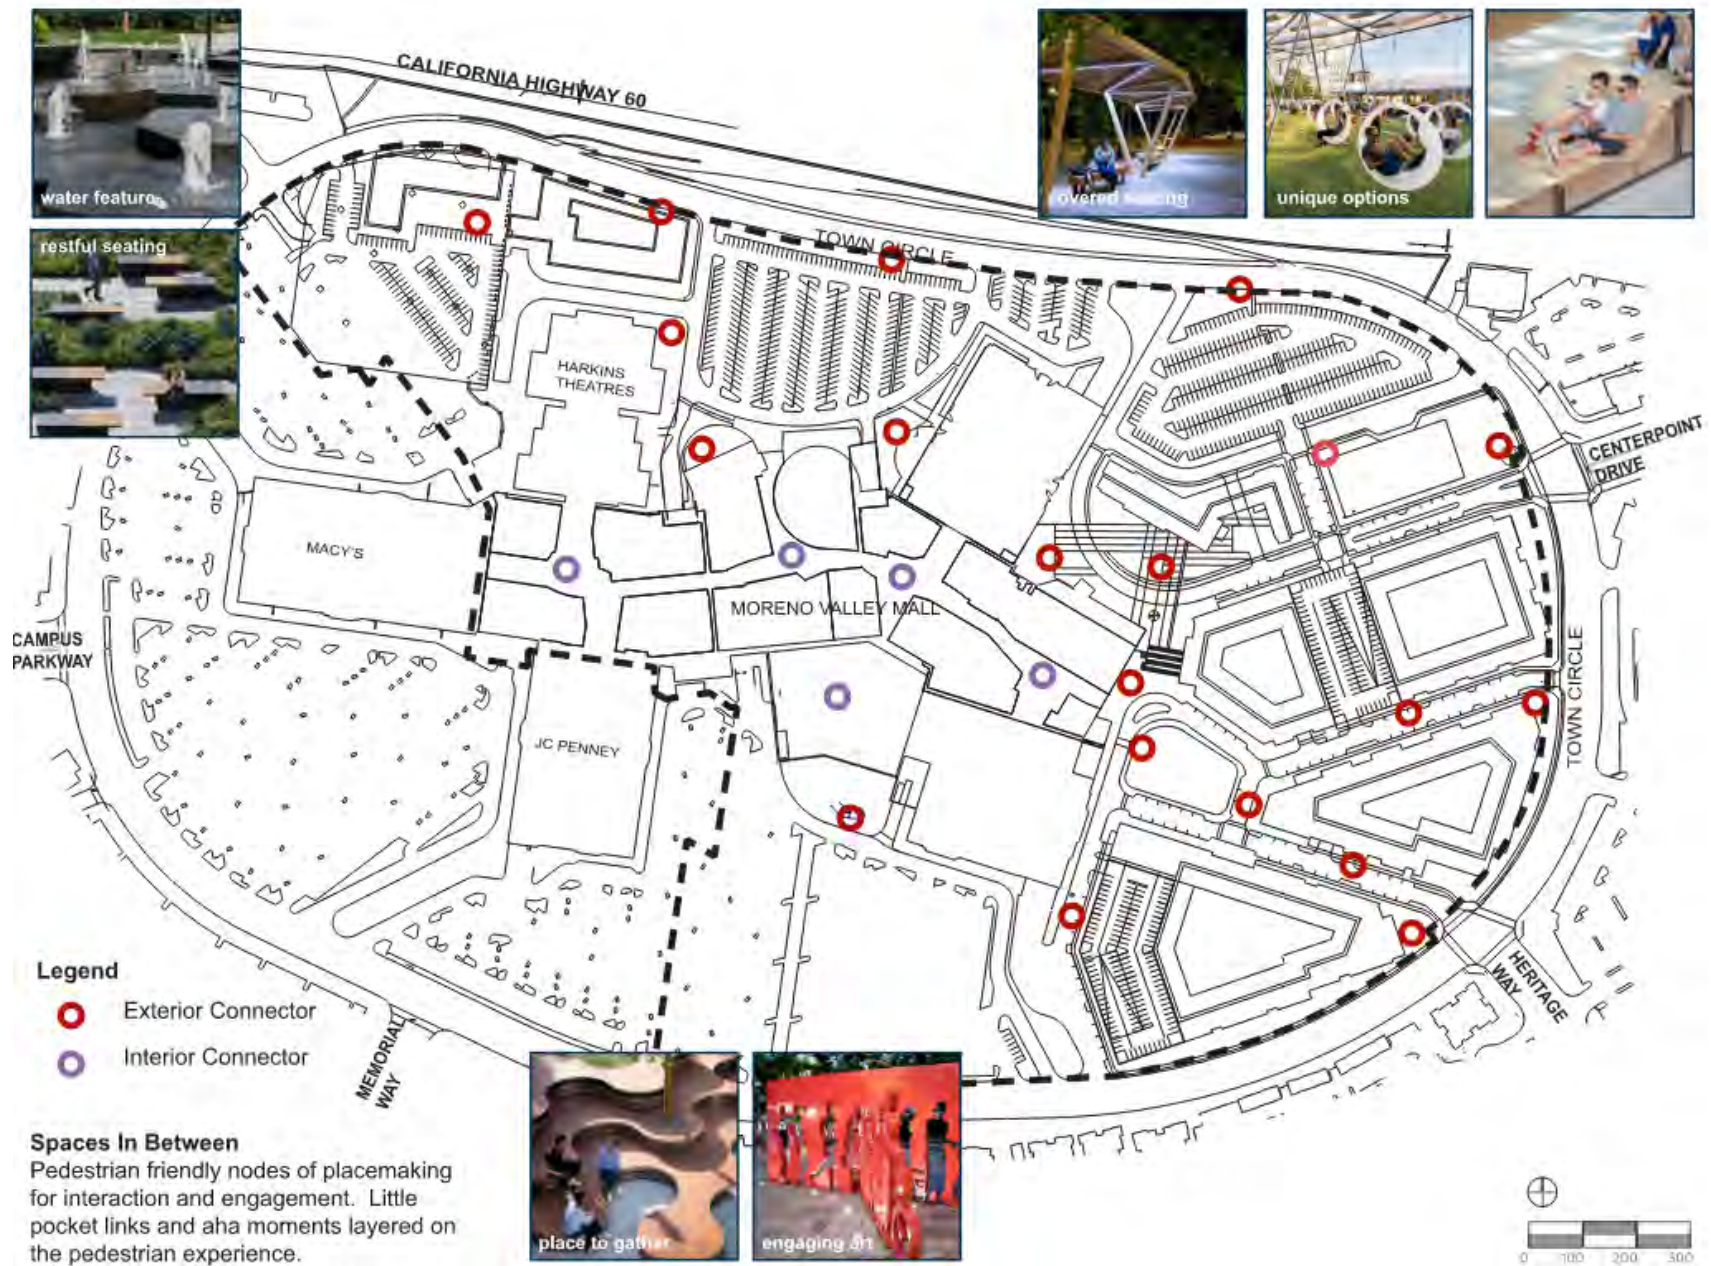 CALIFORNIA HIGHWAY 60
water feature
restful seating
unique options
TOWN CIRCLE
HARKINS
THEATRES
CENTERPOINT
DRIVE
MACY'S
MORENO VALLEY MALL
CAMPUS
PARKWAY
TOWN CIRCLE
JC PENNEY
HERITAGE
WAY
MEMORIAL
WAY
Legend
Exterior Connector
Interior Connector
Spaces In Between
Pedestrian friendly nodes of placemaking
for interaction and engagement. Little
pocket links and aha moments layered on
the pedestrian experience.
place to gather
engaging art
0 100 200 300